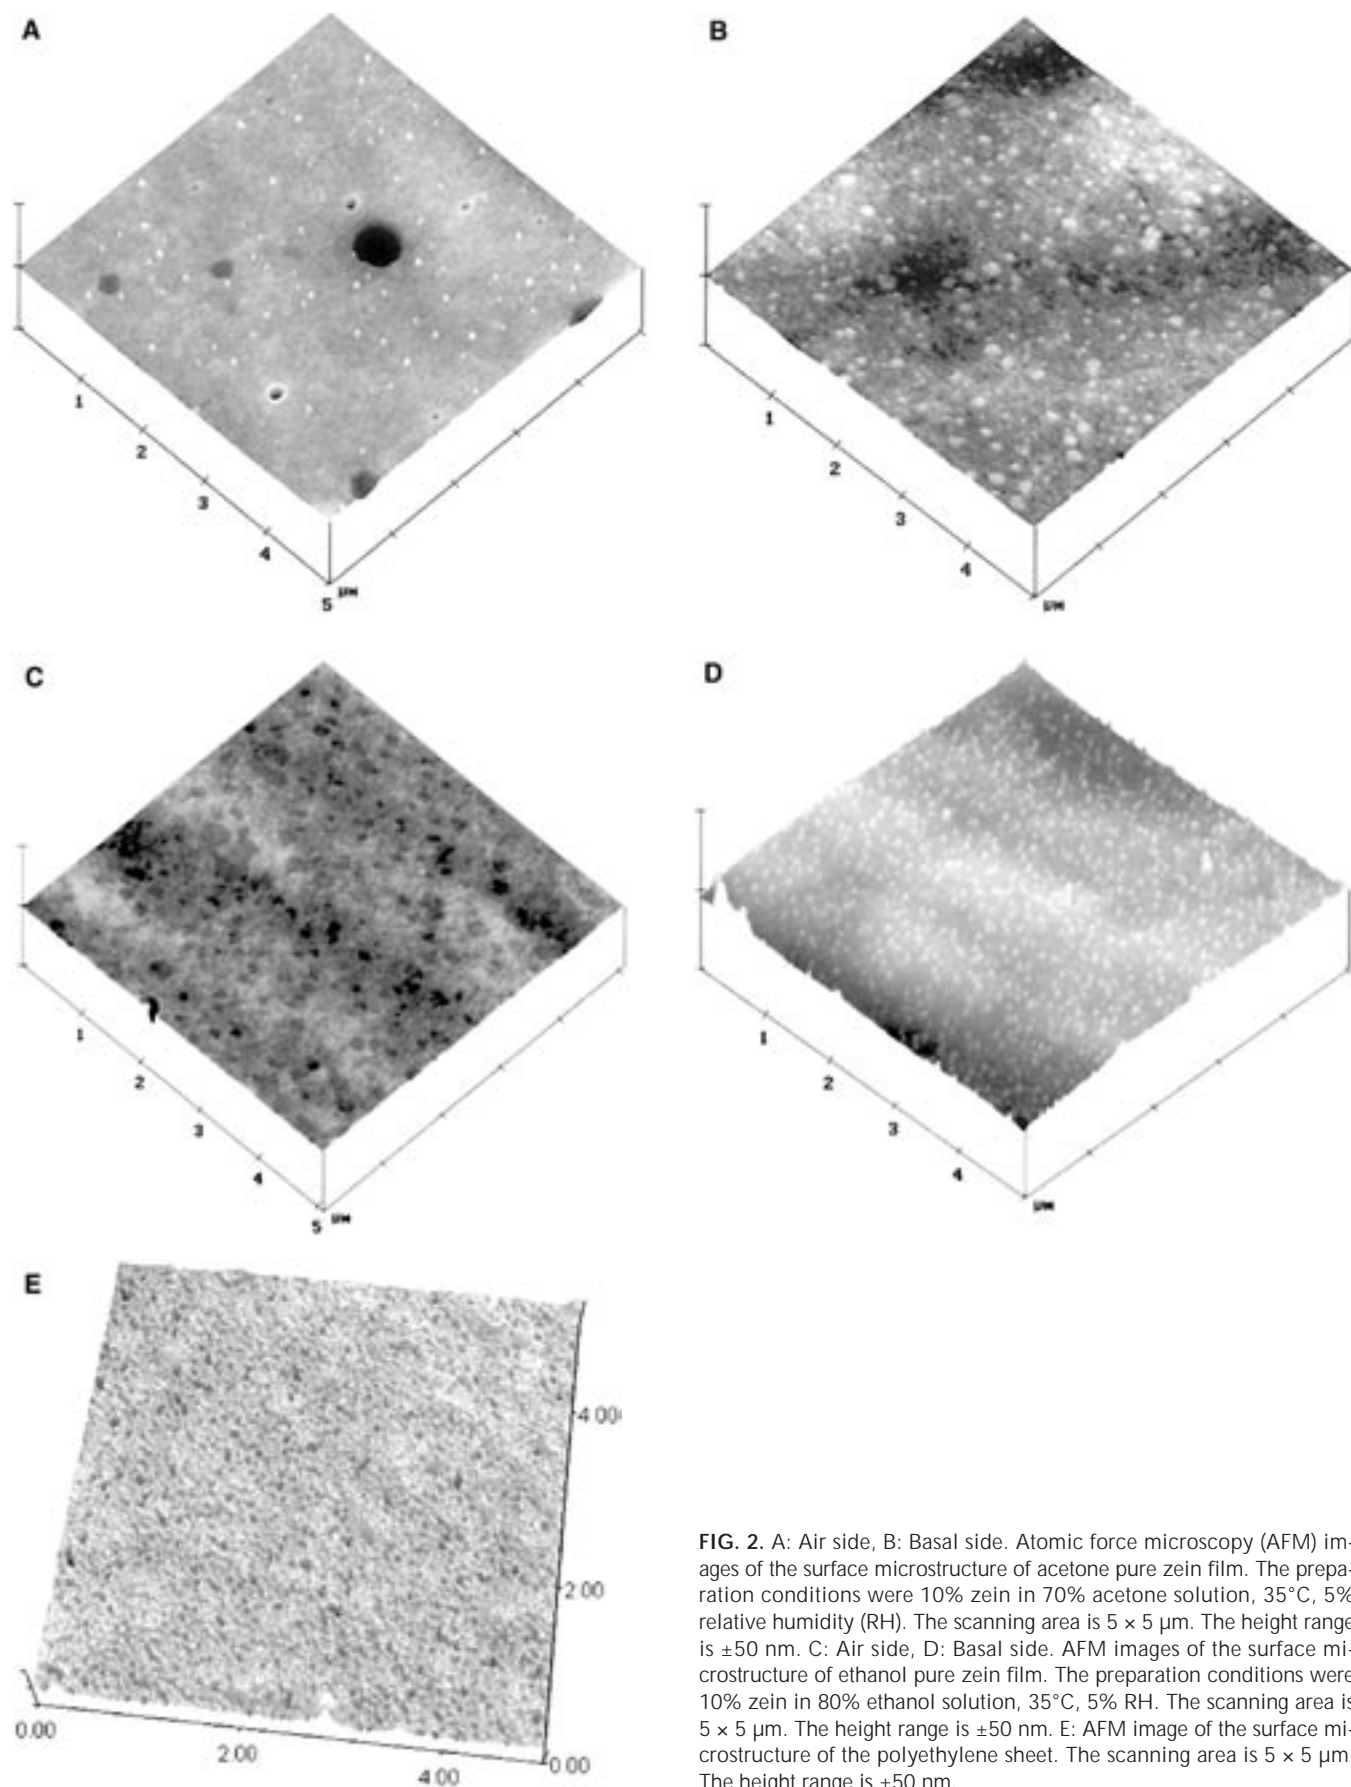 A
B
1
2
3
4
5 μM
1
2
3
4
μM
C
D
1
2
3
4
5 μM
1
2
3
4
μM
E
4 00
2 00
0.00
2.00
4 00
0 00
FIG. 2. A: Air side, B: Basal side. Atomic force microscopy (AFM) im-
ages of the surface microstructure of acetone pure zein film. The prepa-
ration conditions were 10% zein in 70% acetone solution, 35°C, 5%
relative humidity (RH). The scanning area is 5 × 5 μm. The height range
is ±50 nm. C: Air side, D: Basal side. AFM images of the surface mi-
crostructure of ethanol pure zein film. The preparation conditions were
10% zein in 80% ethanol solution, 35°C, 5% RH. The scanning area is
5 × 5 μm. The height range is ±50 nm. E: AFM image of the surface mi-
crostructure of the polyethylene sheet. The scanning area is 5 × 5 μm
The height range is ±50 nm